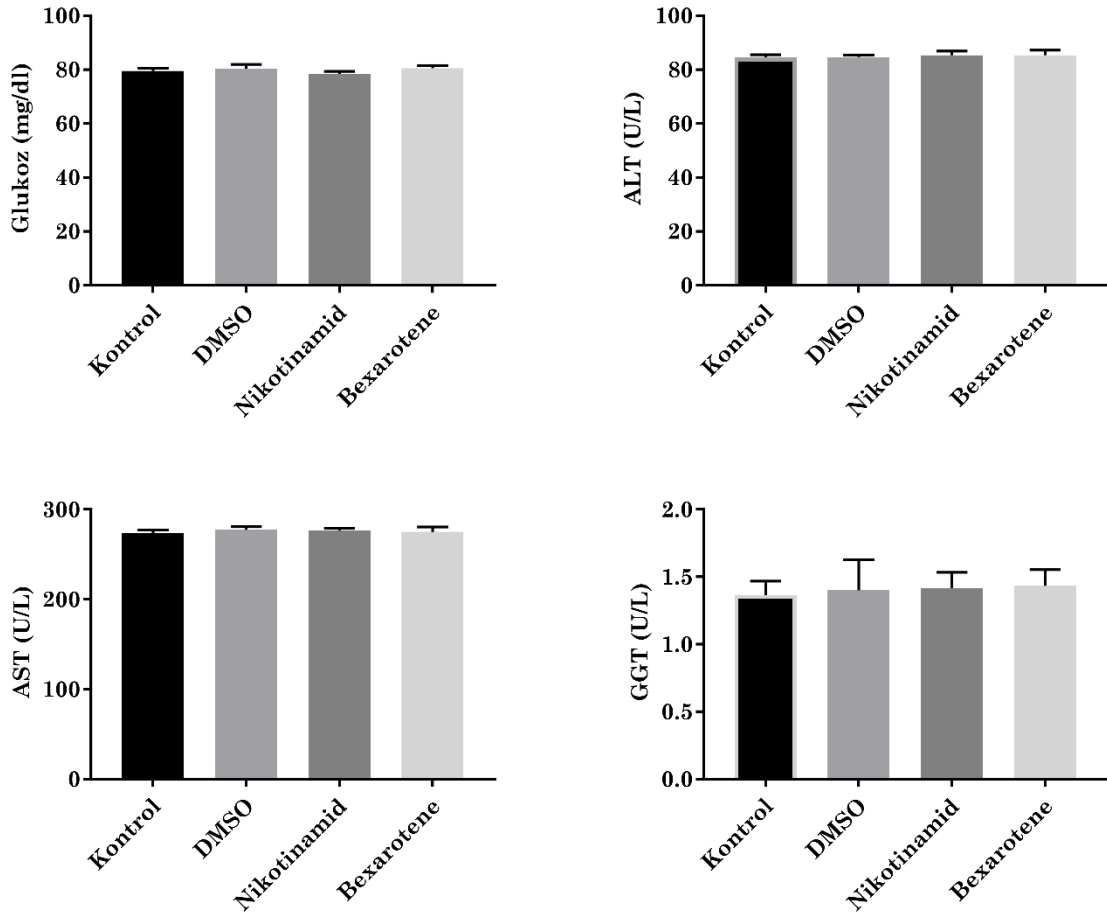 Glukoz (mg/dl)
100
80
60
40
20
0
Kontrol
DMSO
Nikotinamid
Bexarotene
ALT (U/L)
100
80
60
40
20
0
Kontrol
DMSO
Nikotinamid
Bexarotene
AST (U/L)
300
200
100
0
Kontrol
DMSO
Nikotinamid
Bexarotene
GGT (U/L)
2.0
1.5
1.0
0.5
0.0
Kontrol
DMSO
Nikotinamid
Bexarotene